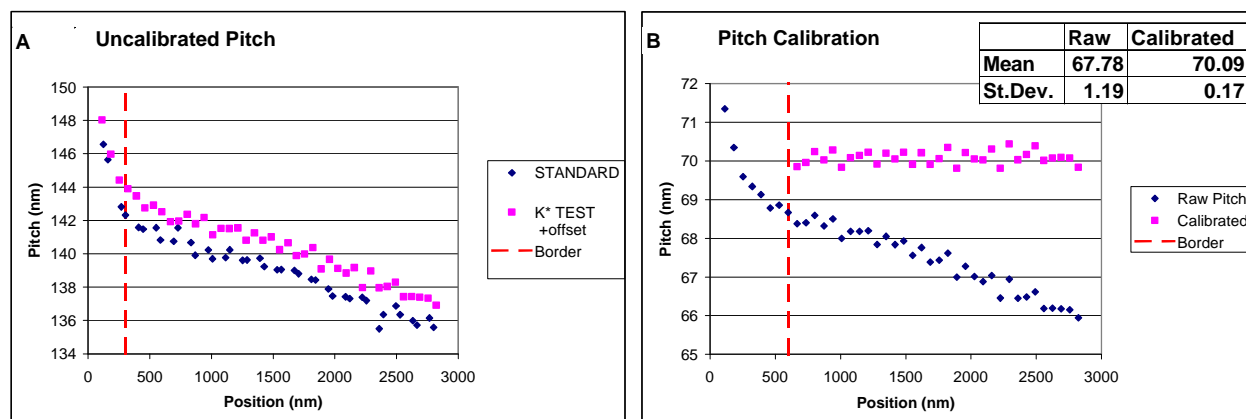 A
Uncalibrated Pitch
150
148
146
144
142
140
138
136
134
Pitch (nm)
0 500 1000 1500 2000 2500 3000
Position (nm)
STANDARD
K* TEST
+offset
Border
B
Pitch Calibration
Raw Calibrated
Mean 67.78 70.09
St.Dev. 1.19 0.17
72
71
70
69
68
67
66
65
Pitch (nm)
0 500 1000 1500 2000 2500 3000
Position (nm)
Raw Pitch
Calibrated
Border